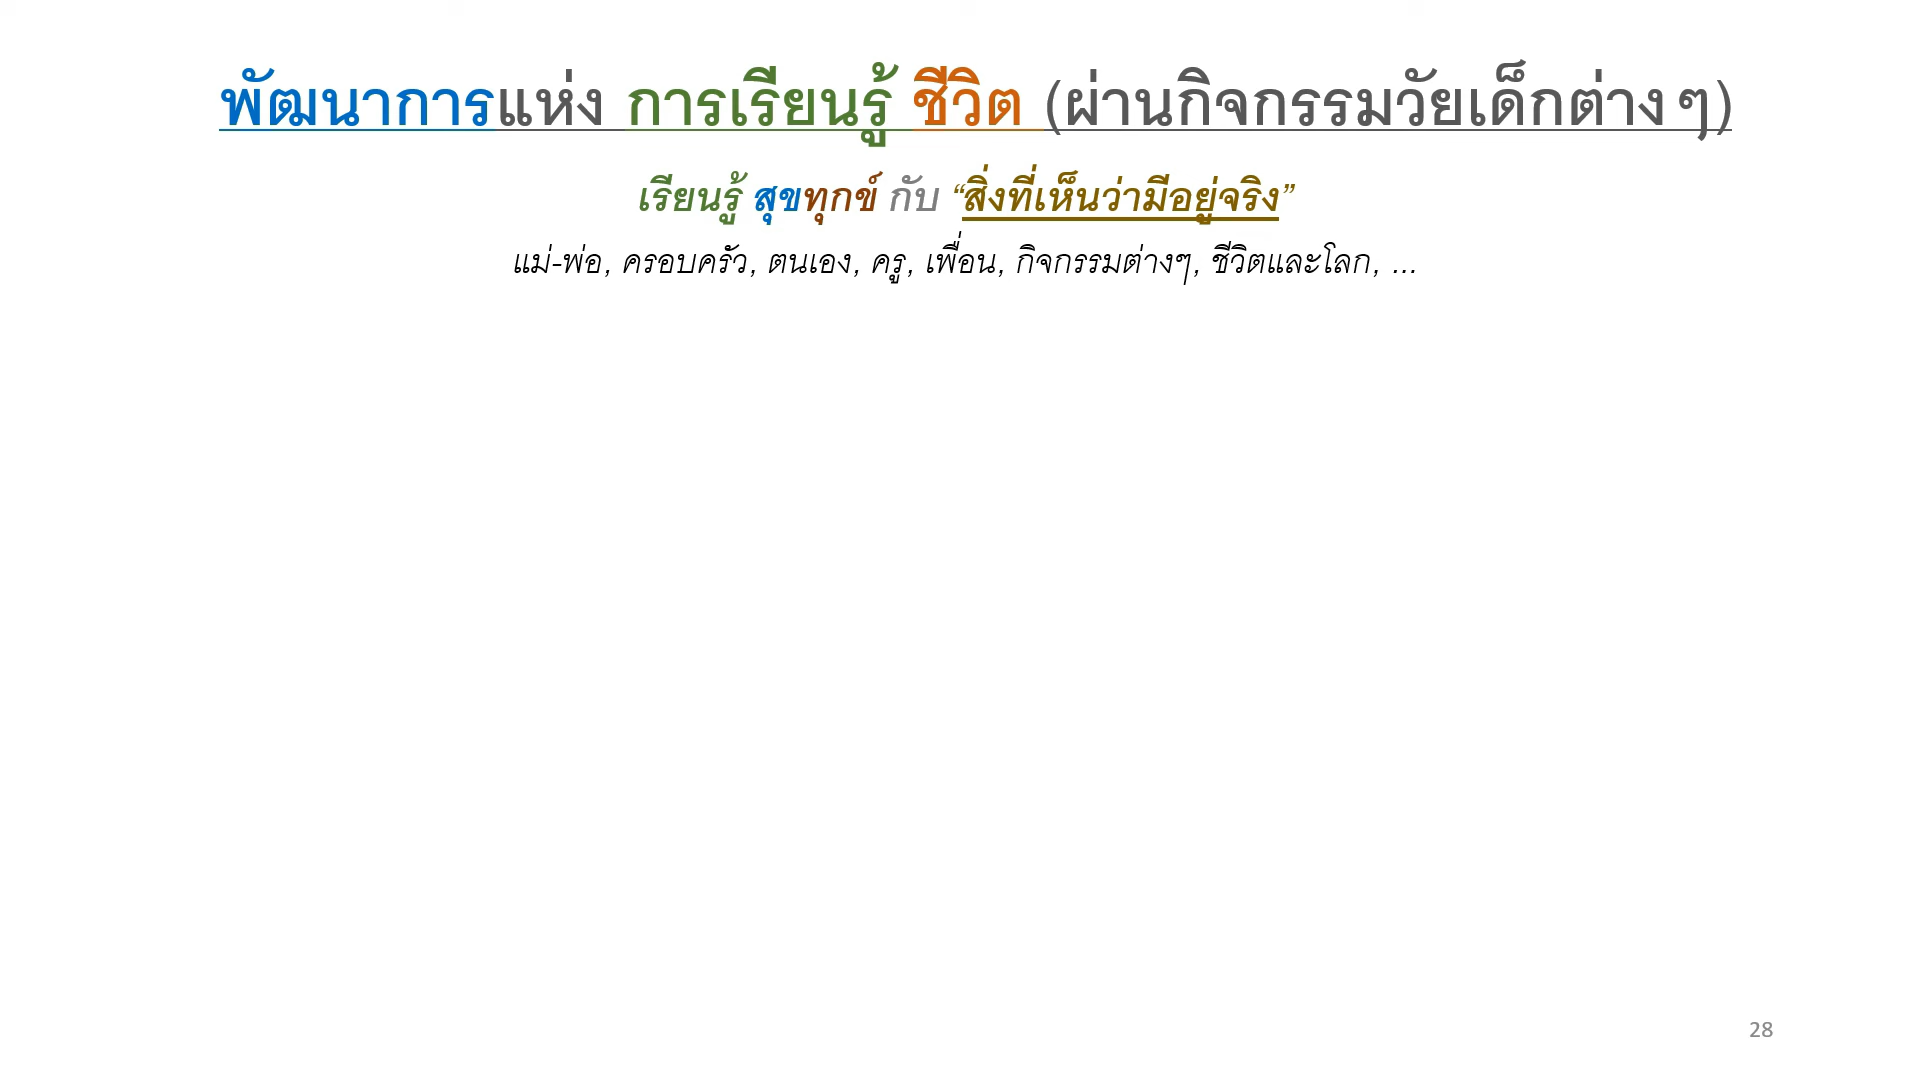 พัฒนาการแห่ง การเรียนรู้ ชีวิต (ผ่านกิจกรรมวัยเด็กต่าง ๆ)
เรียนรู้ สุขทุกข์ กับ “สิ่งที่เห็นว่ามีอยู่จริง”
แม่-พ่อ, ครอบครัว, ตนเอง, ครู, เพื่อน, กิจกรรมต่างๆ, ชีวิตและโลก, ...
28